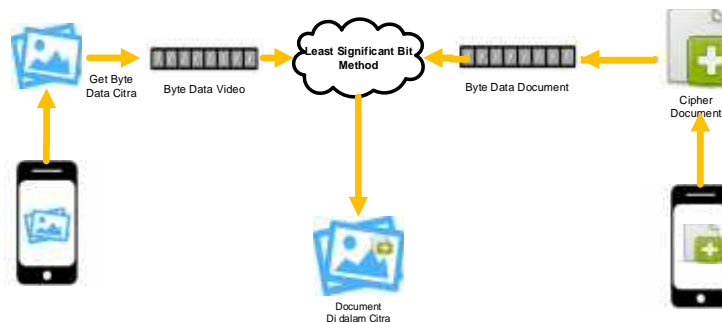 Least Significant Bit
Method
Get Byte
Data Citra
Byte Data Video
Byte Data Document
Cipher
Document
Document
Di dalam Citra